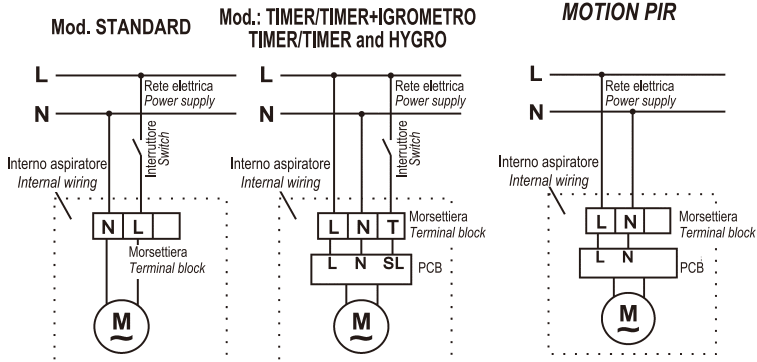 Mod. STANDARD
L
Rete elettrica
Power supply
N
Interruttore
Switch
Interno aspiratore
Internal wiring
N L
Morsettiera
Terminal block
M
~
Mod.: TIMER/TIMER+IGROMETRO
TIMER/TIMER and HYGRO
L
Rete elettrica
Power supply
N
Interruttore
Switch
Interno aspiratore
Internal wiring
L N T
Morsettiera
Terminal block
L N SL
PCB
M
~
MOTION PIR
L
Rete elettrica
Power supply
N
Interno aspiratore
Internal wiring
L N
Morsettiera
Terminal block
L N
PCB
M
~